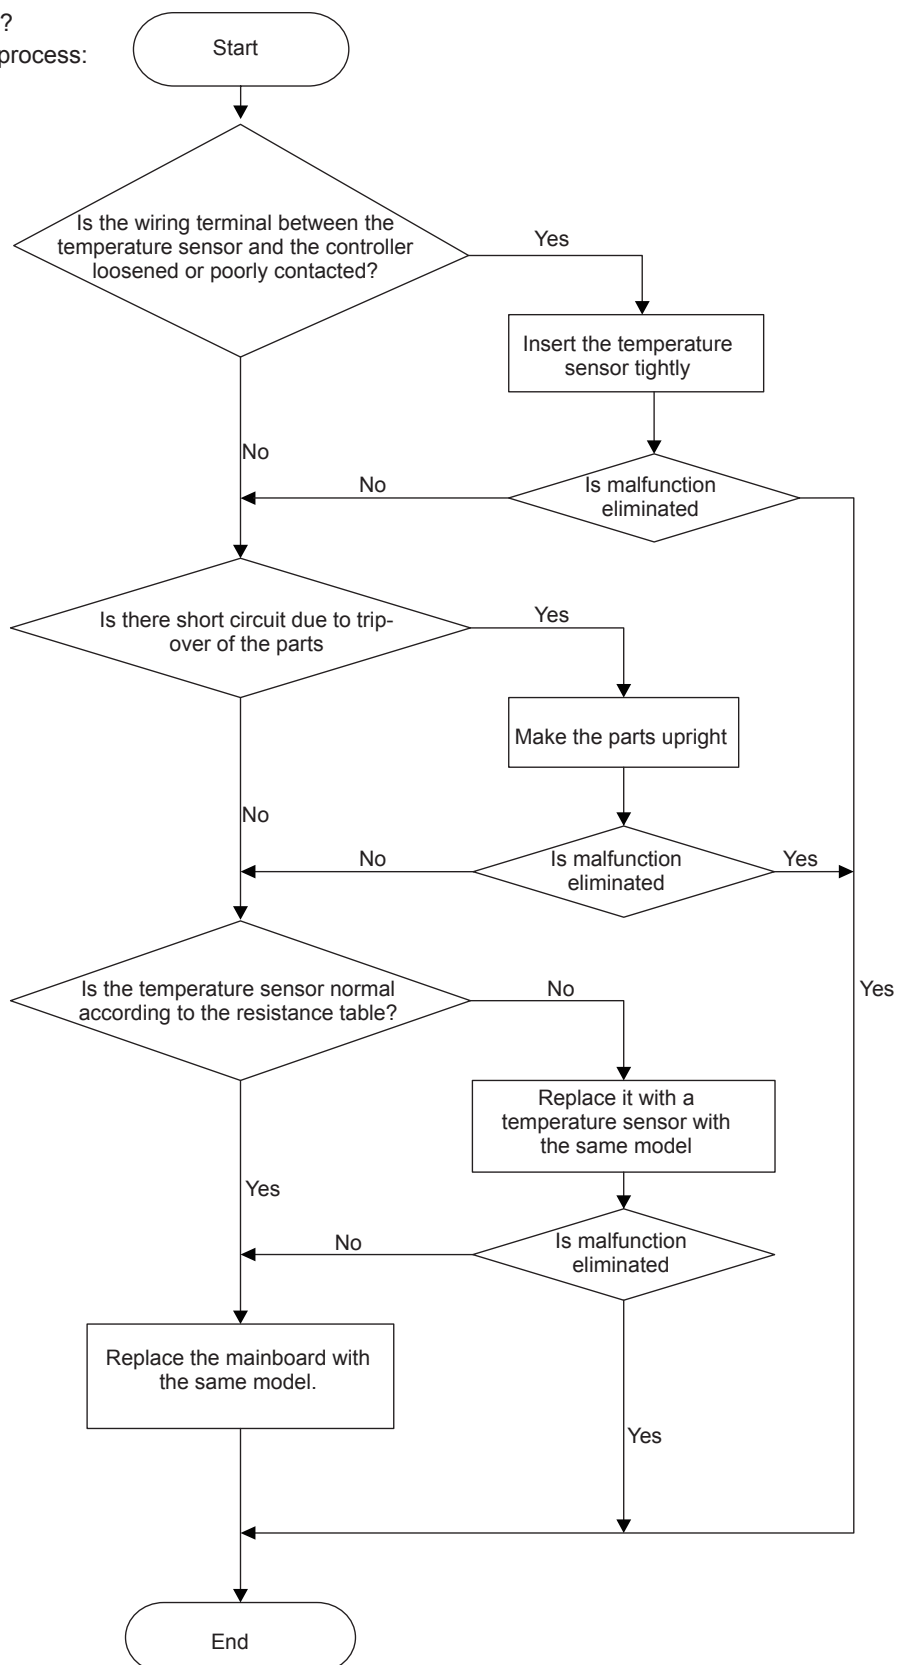 ?
process:
Start
Is the wiring terminal between the
temperature sensor and the controller
loosened or poorly contacted?
Yes
Insert the temperature
sensor tightly
No
No
Is malfunction
eliminated
Is there short circuit due to trip-
over of the parts
Yes
Make the parts upright
No
No
Is malfunction
eliminated
Yes
Is the temperature sensor normal
according to the resistance table?
No
Yes
Replace it with a
temperature sensor with
the same model
Yes
No
Is malfunction
eliminated
Replace the mainboard with
the same model.
Yes
End